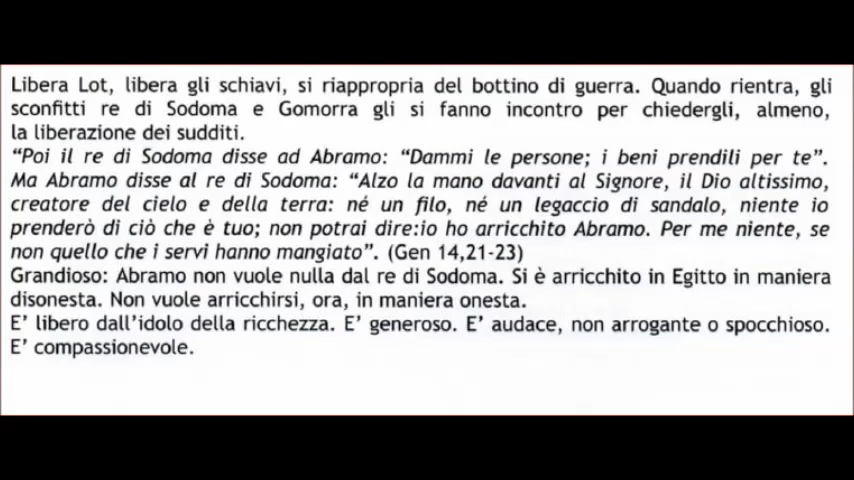 Libera Lot, libera gli schiavi, si riappropria del bottino di guerra. Quando rientra, gli
sconfitti re di Sodoma e Gomorra gli si fanno incontro per chiedergli, almeno,
la liberazione dei sudditi.
“Poi il re di Sodoma disse ad Abramo: “Dammi le persone; i beni prendili per te”.
Ma Abramo disse al re di Sodoma: “Alzo la mano davanti al Signore, il Dio altissimo,
creatore del cielo e della terra: né un filo, né un legaccio di sandalo, niente io
prenderò di ciò che è tuo; non potrai dire:io ho arricchito Abramo. Per me niente, se
non quello che i servi hanno mangiato”. (Gen 14,21-23)
Grandioso: Abramo non vuole nulla dal re di Sodoma. Si è arricchito in Egitto in maniera
disonesta. Non vuole arricchirsi, ora, in maniera onesta.
E’ libero dall’idolo della ricchezza. E’ generoso. E’ audace, non arrogante o spocchioso.
E’ compassionevole.